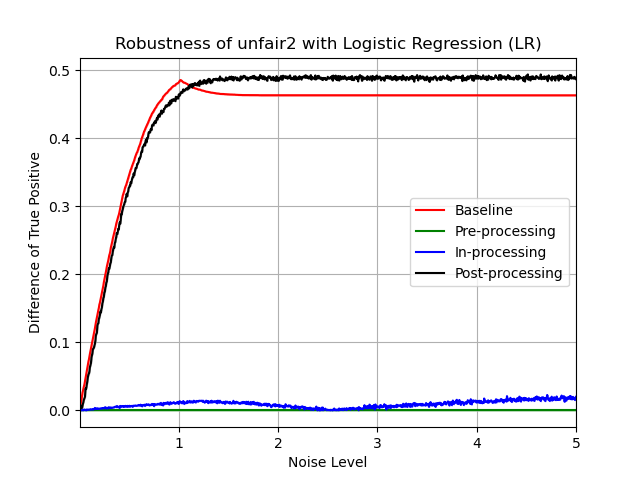 Robustness of unfair2 with Logistic Regression (LR)
Difference of True Positive
0.5
0.4
0.3
0.2
0.1
0.0
Baseline
Pre-processing
In-processing
Post-processing
1 2 3 4 5
Noise Level